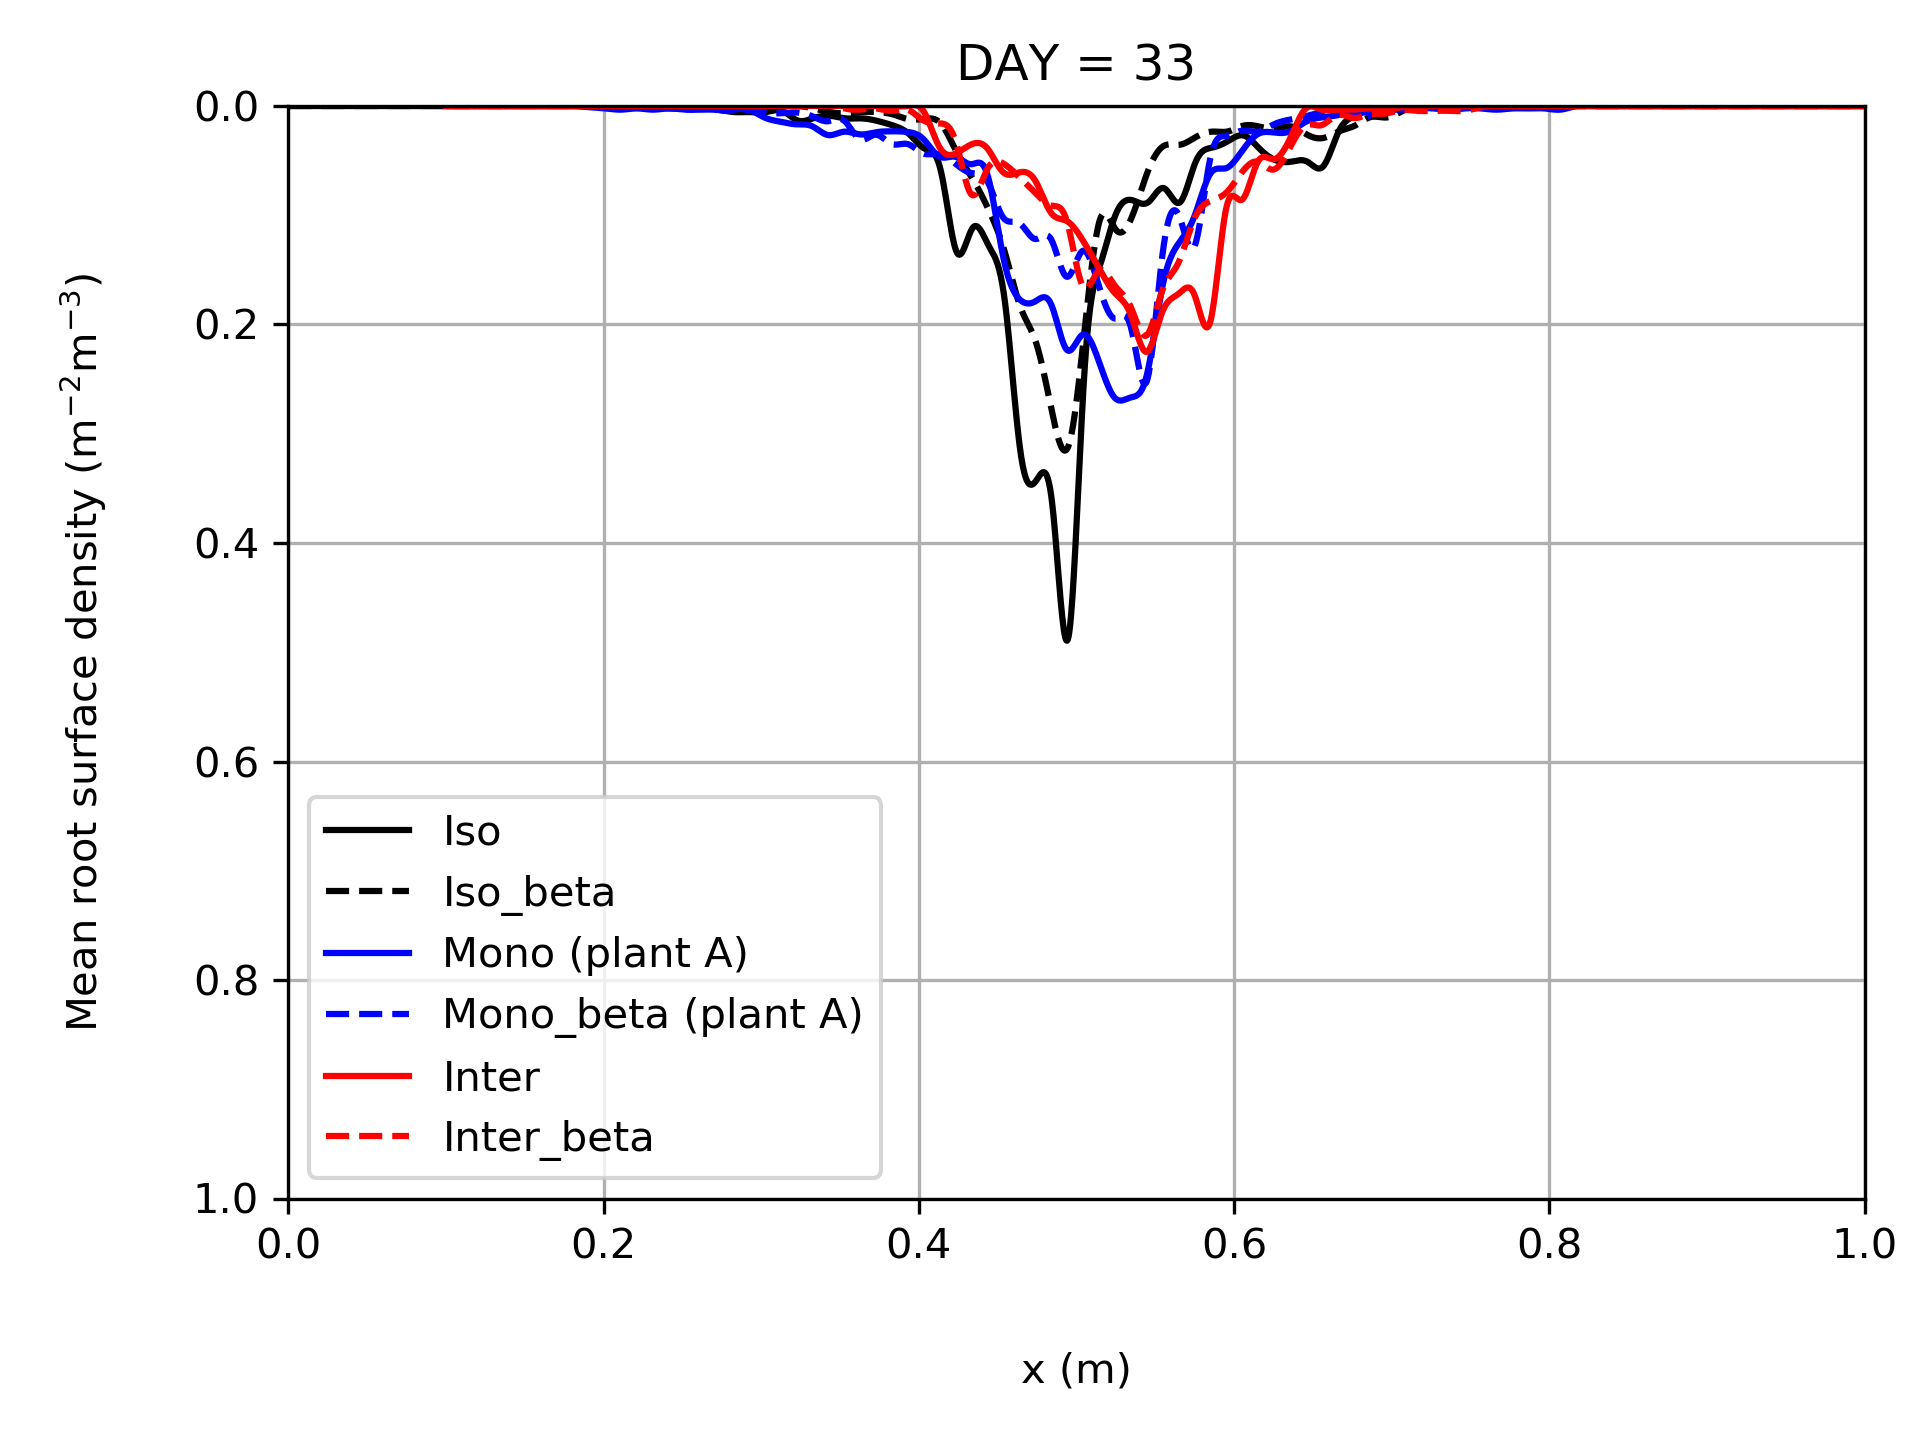 DAY = 33
0.0
0.2
0.4
0.6
0.8
1.0
Mean root surface density (m⁻²m⁻³)
Iso
Iso_beta
Mono (plant A)
Mono_beta (plant A)
Inter
Inter_beta
0.0 0.2 0.4 0.6 0.8 1.0
x (m)